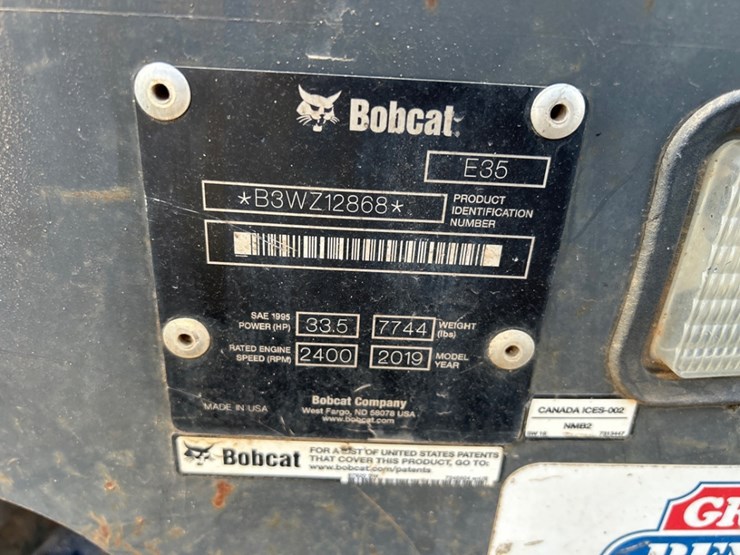 Bobcat
E35
*B3WZ12868*
PRODUCT
IDENTIFICATION
NUMBER
SAE 1995
POWER (HP)
33.5
7744
WEIGHT
(lbs)
RATED ENGINE
SPEED (RPM)
2400
2019
MODEL
YEAR
MADE IN USA
Bobcat Company
West Fargo, ND 58078 USA
www.bobcat.com
CANADA ICES-002
NMB2
Bobcat
FOR A LIST OF UNITED STATES PATENTS
THAT COVER THIS PRODUCT, GO TO:
www.bobcat.com/patents